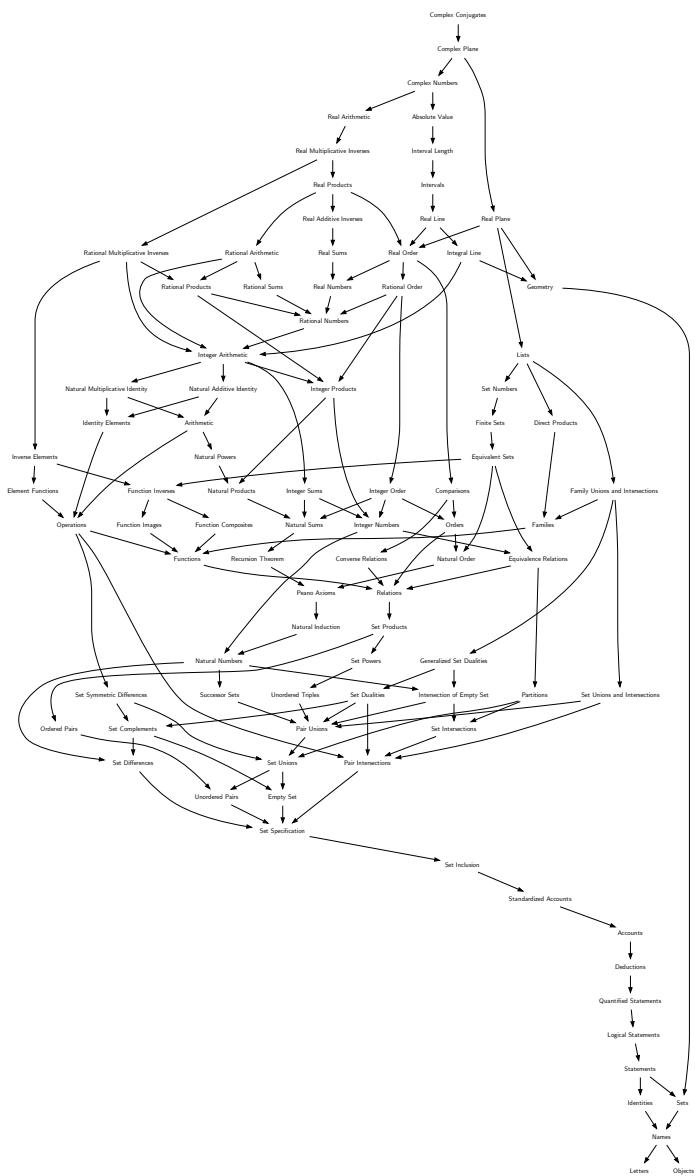 Complex Conjugates
Complex Plane
Complex Numbers
Real Arithmetic
Absolute Value
Real Multiplicative Inverses
Interval Length
Real Products
Intervals
Real Additive Inverses
Real Line
Real Plane
Rational Multiplicative Inverses
Rational Arithmetic
Real Sums
Real Order
Integral Line
Rational Products
Rational Sums
Real Numbers
Rational Order
Geometry
Rational Numbers
Integer Arithmetic
Lists
Natural Multiplicative Identity
Natural Additive Identity
Integer Products
Set Numbers
Identity Elements
Arithmetic
Finite Sets
Direct Products
Inverse Elements
Natural Powers
Equivalent Sets
Element Functions
Function Inverses
Natural Products
Integer Sums
Integer Order
Comparisons
Family Unions and Intersections
Operations
Function Images
Function Composites
Natural Sums
Integer Numbers
Orders
Families
Functions
Recursion Theorem
Converse Relations
Natural Order
Equivalence Relations
Peano Axioms
Relations
Natural Induction
Set Products
Natural Numbers
Set Powers
Generalized Set Dualities
Set Symmetric Differences
Successor Sets
Unordered Triples
Set Dualities
Intersection of Empty Set
Partitions
Set Unions and Intersections
Ordered Pairs
Set Complements
Pair Unions
Set Intersections
Set Differences
Set Unions
Pair Intersections
Unordered Pairs
Empty Set
Set Specification
Set Inclusion
Standardized Accounts
Accounts
Deductions
Quantified Statements
Logical Statements
Statements
Identities
Sets
Names
Letters
Objects